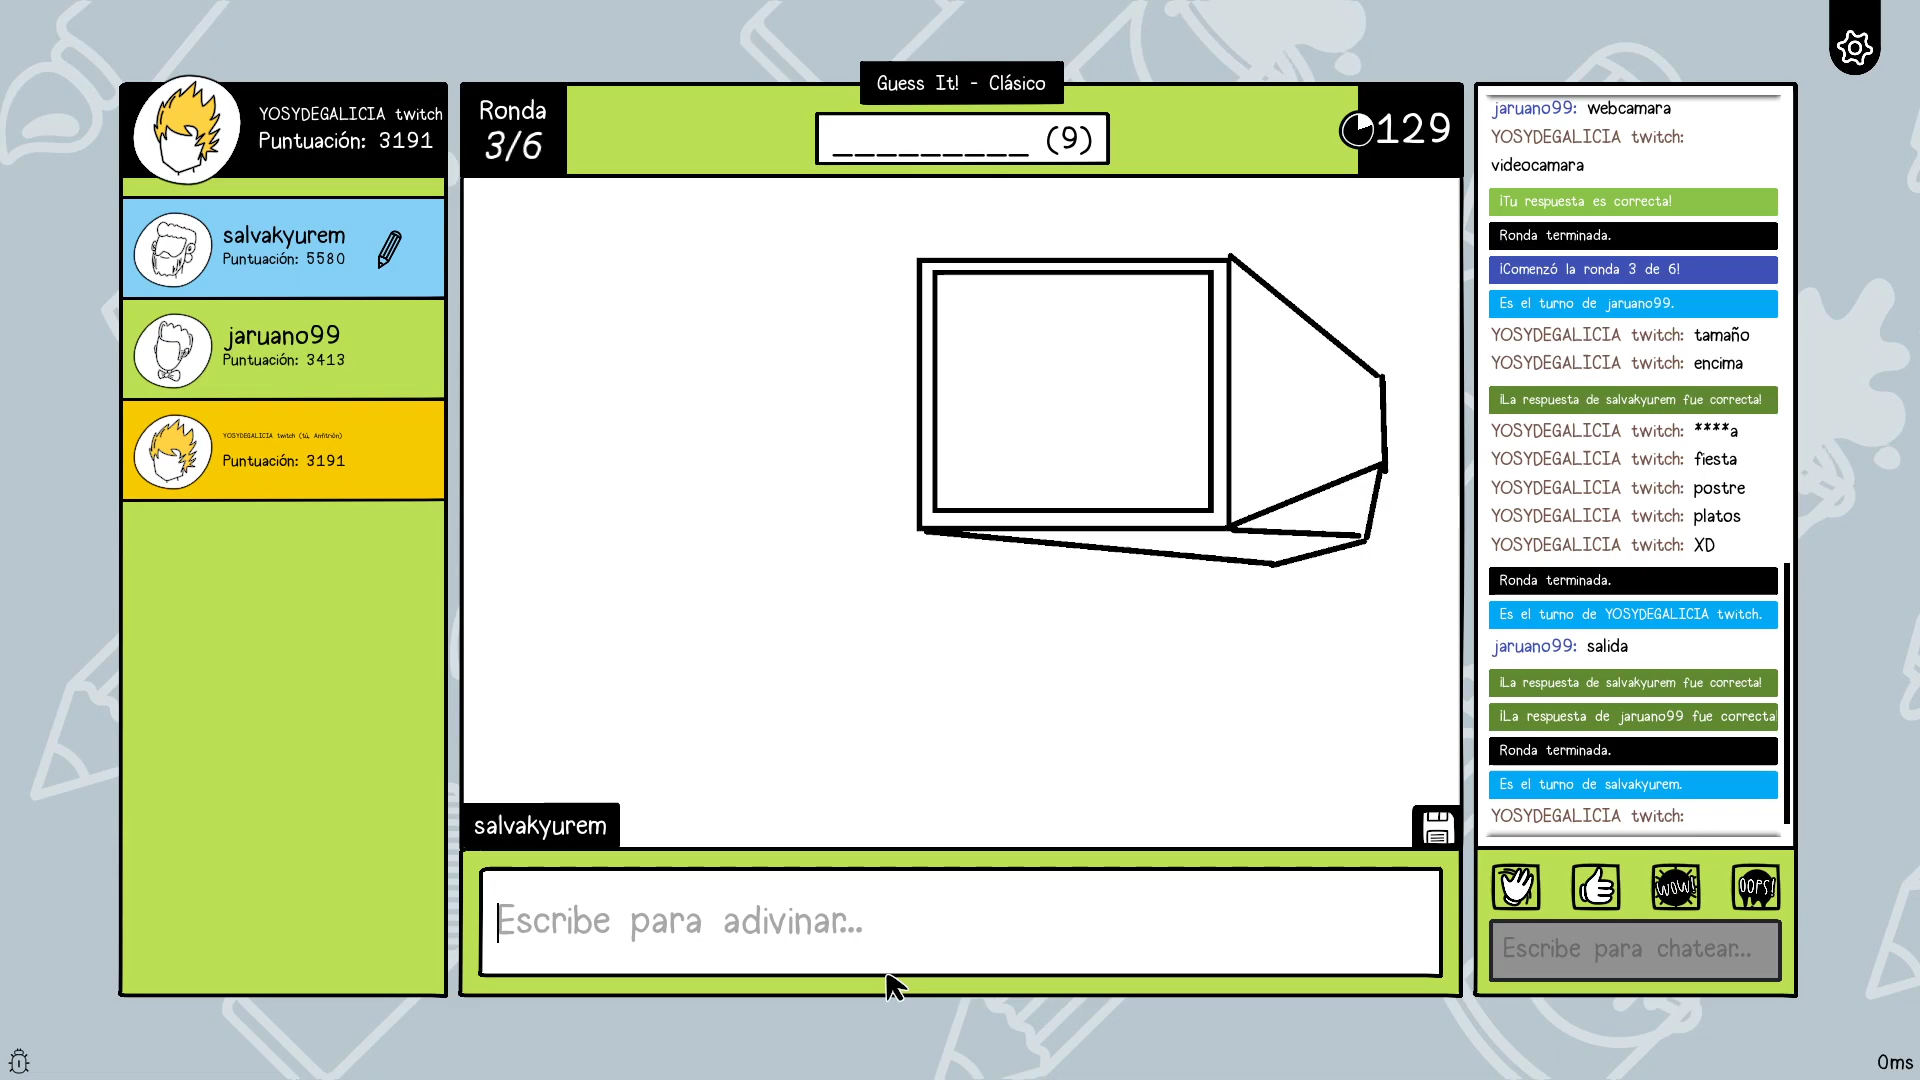 Guess It! - Clásico
YOSYDEGALICIA twitch
Puntuación: 3191
Ronda
3/6
_________ (9)
129
salvakyurem
Puntuación: 5580
jaruano99
Puntuación: 3413
YOSYDEGALICIA twitch (tú, Anfitrión)
Puntuación: 3191
salvakyurem
Escribe para adivinar...
jaruano99: webcamara
YOSYDEGALICIA twitch:
videocamara
¡Tu respuesta es correcta!
Ronda terminada.
¡Comenzó la ronda 3 de 6!
Es el turno de jaruano99.
YOSYDEGALICIA twitch: tamaño
YOSYDEGALICIA twitch: encima
¡La respuesta de salvakyurem fue correcta!
YOSYDEGALICIA twitch: ****a
YOSYDEGALICIA twitch: fiesta
YOSYDEGALICIA twitch: postre
YOSYDEGALICIA twitch: platos
YOSYDEGALICIA twitch: XD
Ronda terminada.
Es el turno de YOSYDEGALICIA twitch.
jaruano99: salida
¡La respuesta de salvakyurem fue correcta!
¡La respuesta de jaruano99 fue correcta
Ronda terminada.
Es el turno de salvakyurem.
YOSYDEGALICIA twitch:
WOW!
OOPS!
Escribe para chatear...
0ms